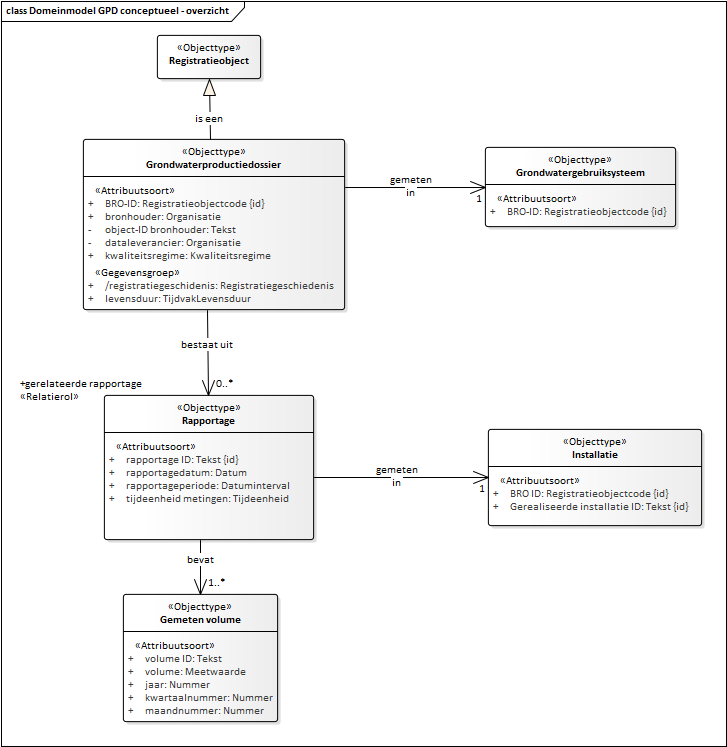 class Domeinmodel GPD conceptueel - overzicht
«Objecttype»
Registratieobject
is een
«Objecttype»
Grondwaterproductiedossier
«Attribuutsoort»
+ BRO-ID: Registratieobjectcode {id}
+ bronhouder: Organisatie
- object-ID bronhouder: Tekst
- dataleverancier: Organisatie
+ kwaliteitsregime: Kwaliteitsregime
«Gegevensgroep»
+ /registratiegeschidenis: Registratiegeschiedenis
+ levensduur: TijdvakLevensduur
gemeten
in
1
«Objecttype»
Grondwatergebruiksysteem
«Attribuutsoort»
+ BRO-ID: Registratieobjectcode {id}
bestaat uit
+gerelateerde rapportage
«Relatierol»
0..*
«Objecttype»
Rapportage
«Attribuutsoort»
+ rapportage ID: Tekst {id}
+ rapportagedatum: Datum
+ rapportageperiode: Datuminterval
+ tijdeenheid metingen: Tijdeenheid
gemeten
in
1
«Objecttype»
Installatie
«Attribuutsoort»
+ BRO ID: Registratieobjectcode {id}
+ Gerealiseerde installatie ID: Tekst {id}
bevat
1..*
«Objecttype»
Gemeten volume
«Attribuutsoort»
+ volume ID: Tekst
+ volume: Meetwaarde
+ jaar: Nummer
+ kwartaalnummer: Nummer
+ maandnummer: Nummer